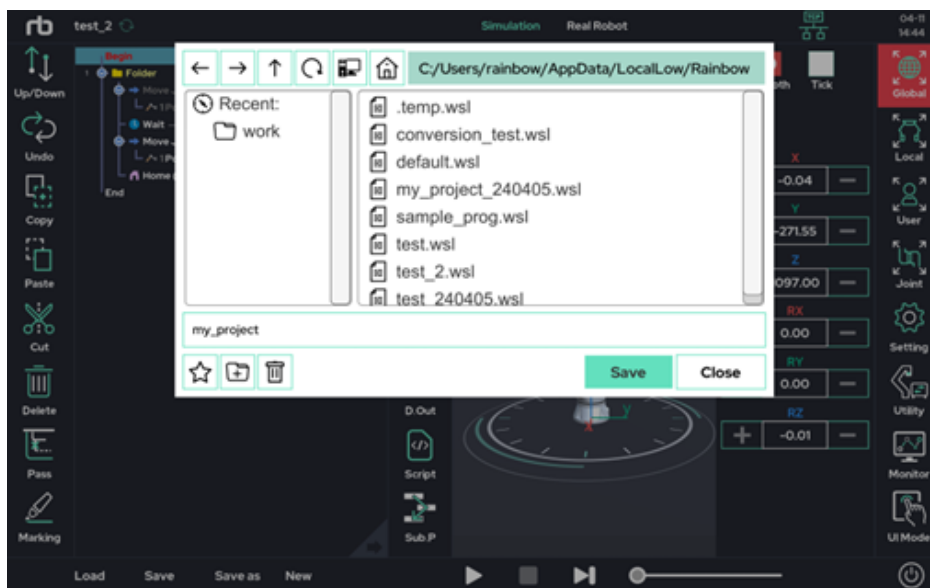 rb test_2 Simulation Real Robot 04-11
14:44
Up/Down
Undo
Copy
Paste
Cut
Delete
Pass
Marking
Begin
1 Folder
Move
Wait
Move
Home
End
C:/Users/rainbow/AppData/LocalLow/Rainbow
Recent:
work
.temp.wsl
conversion_test.wsl
default.wsl
my_project_240405.wsl
sample_prog.wsl
test.wsl
test_2.wsl
test_240405.wsl
my_project
Save Close
D.Out
Script
Sub.P
Y
Tick
X
-0.04
Y
-271.55
Z
097.00
RX
0.00
RY
0.00
RZ
-0.01
Global
Local
User
Joint
Setting
Utility
Monitor
UI Mode
Load Save Save as New